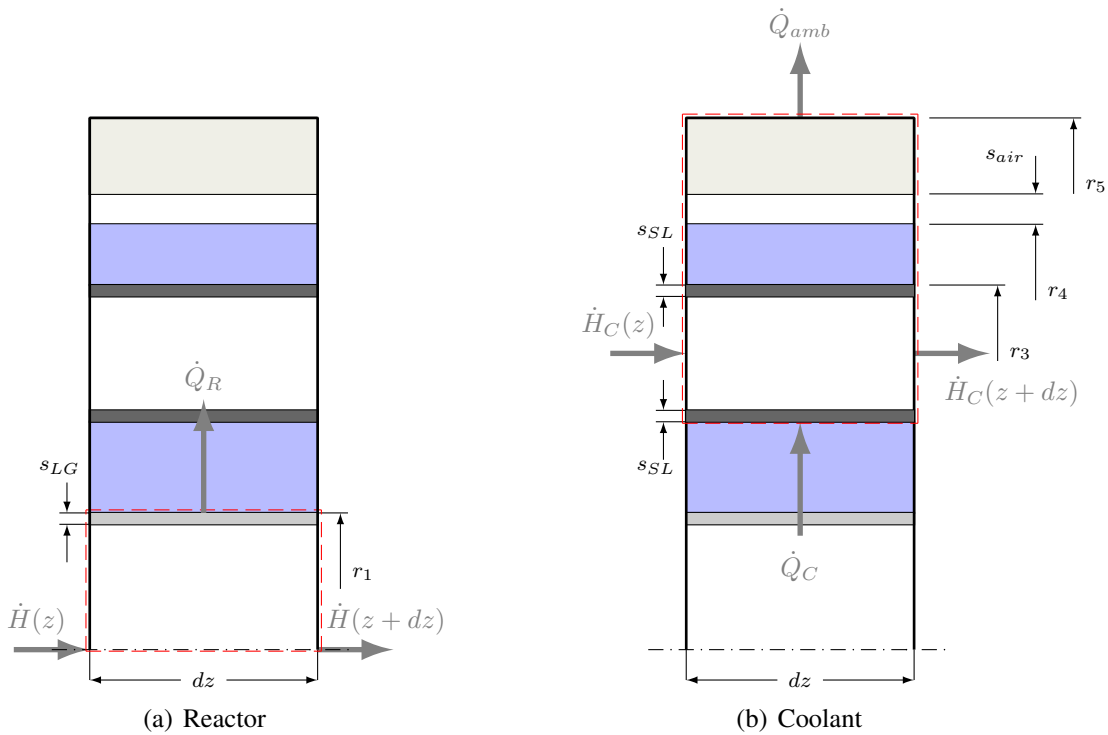 Q̇_R
s_LG
r_1
Ḣ(z)
Ḣ(z + dz)
dz
(a) Reactor
Q̇_amb
s_air
r_5
s_SL
r_4
Ḣ_C(z)
r_3
Ḣ_C(z + dz)
s_SL
Q̇_C
dz
(b) Coolant